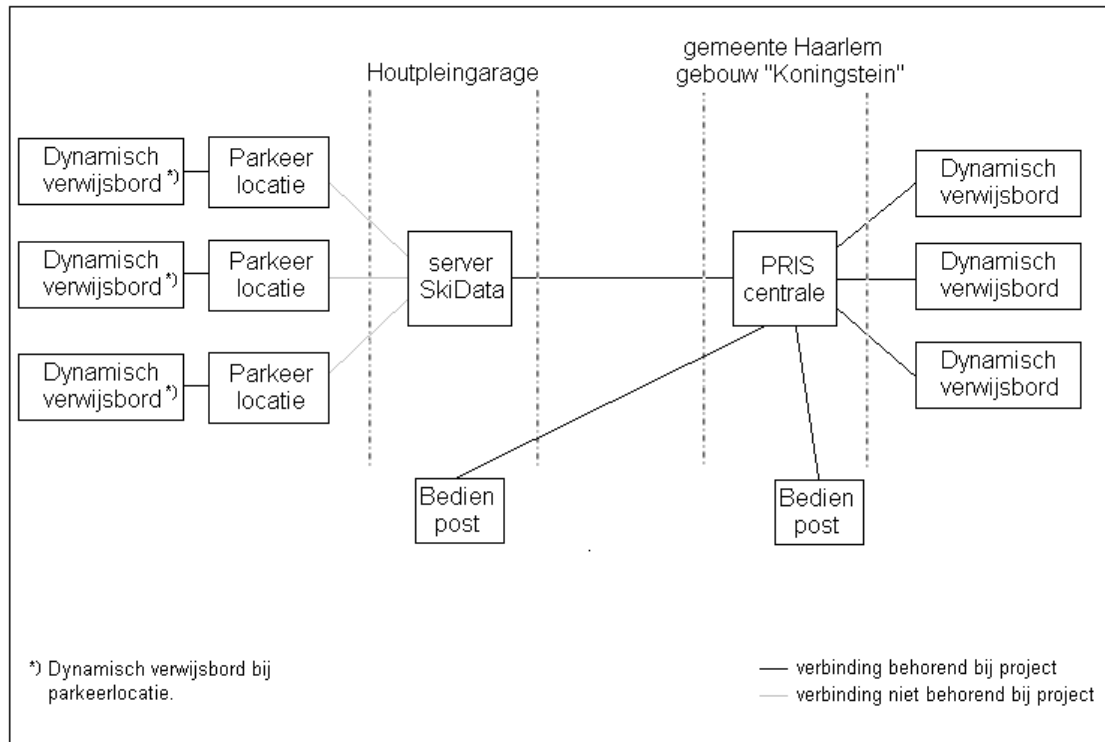 gemeente Haarlem
gebouw "Koningstein"
Houtpleingarage
Dynamisch
verwijsbord *)
Parkeer
locatie
Dynamisch
verwijsbord
Dynamisch
verwijsbord *)
Parkeer
locatie
server
SkiData
PRIS
centrale
Dynamisch
verwijsbord
Dynamisch
verwijsbord *)
Parkeer
locatie
Dynamisch
verwijsbord
Bedien
post
Bedien
post
*) Dynamisch verwijsbord bij
parkeerlocatie.
verbinding behorend bij project
verbinding niet behorend bij project